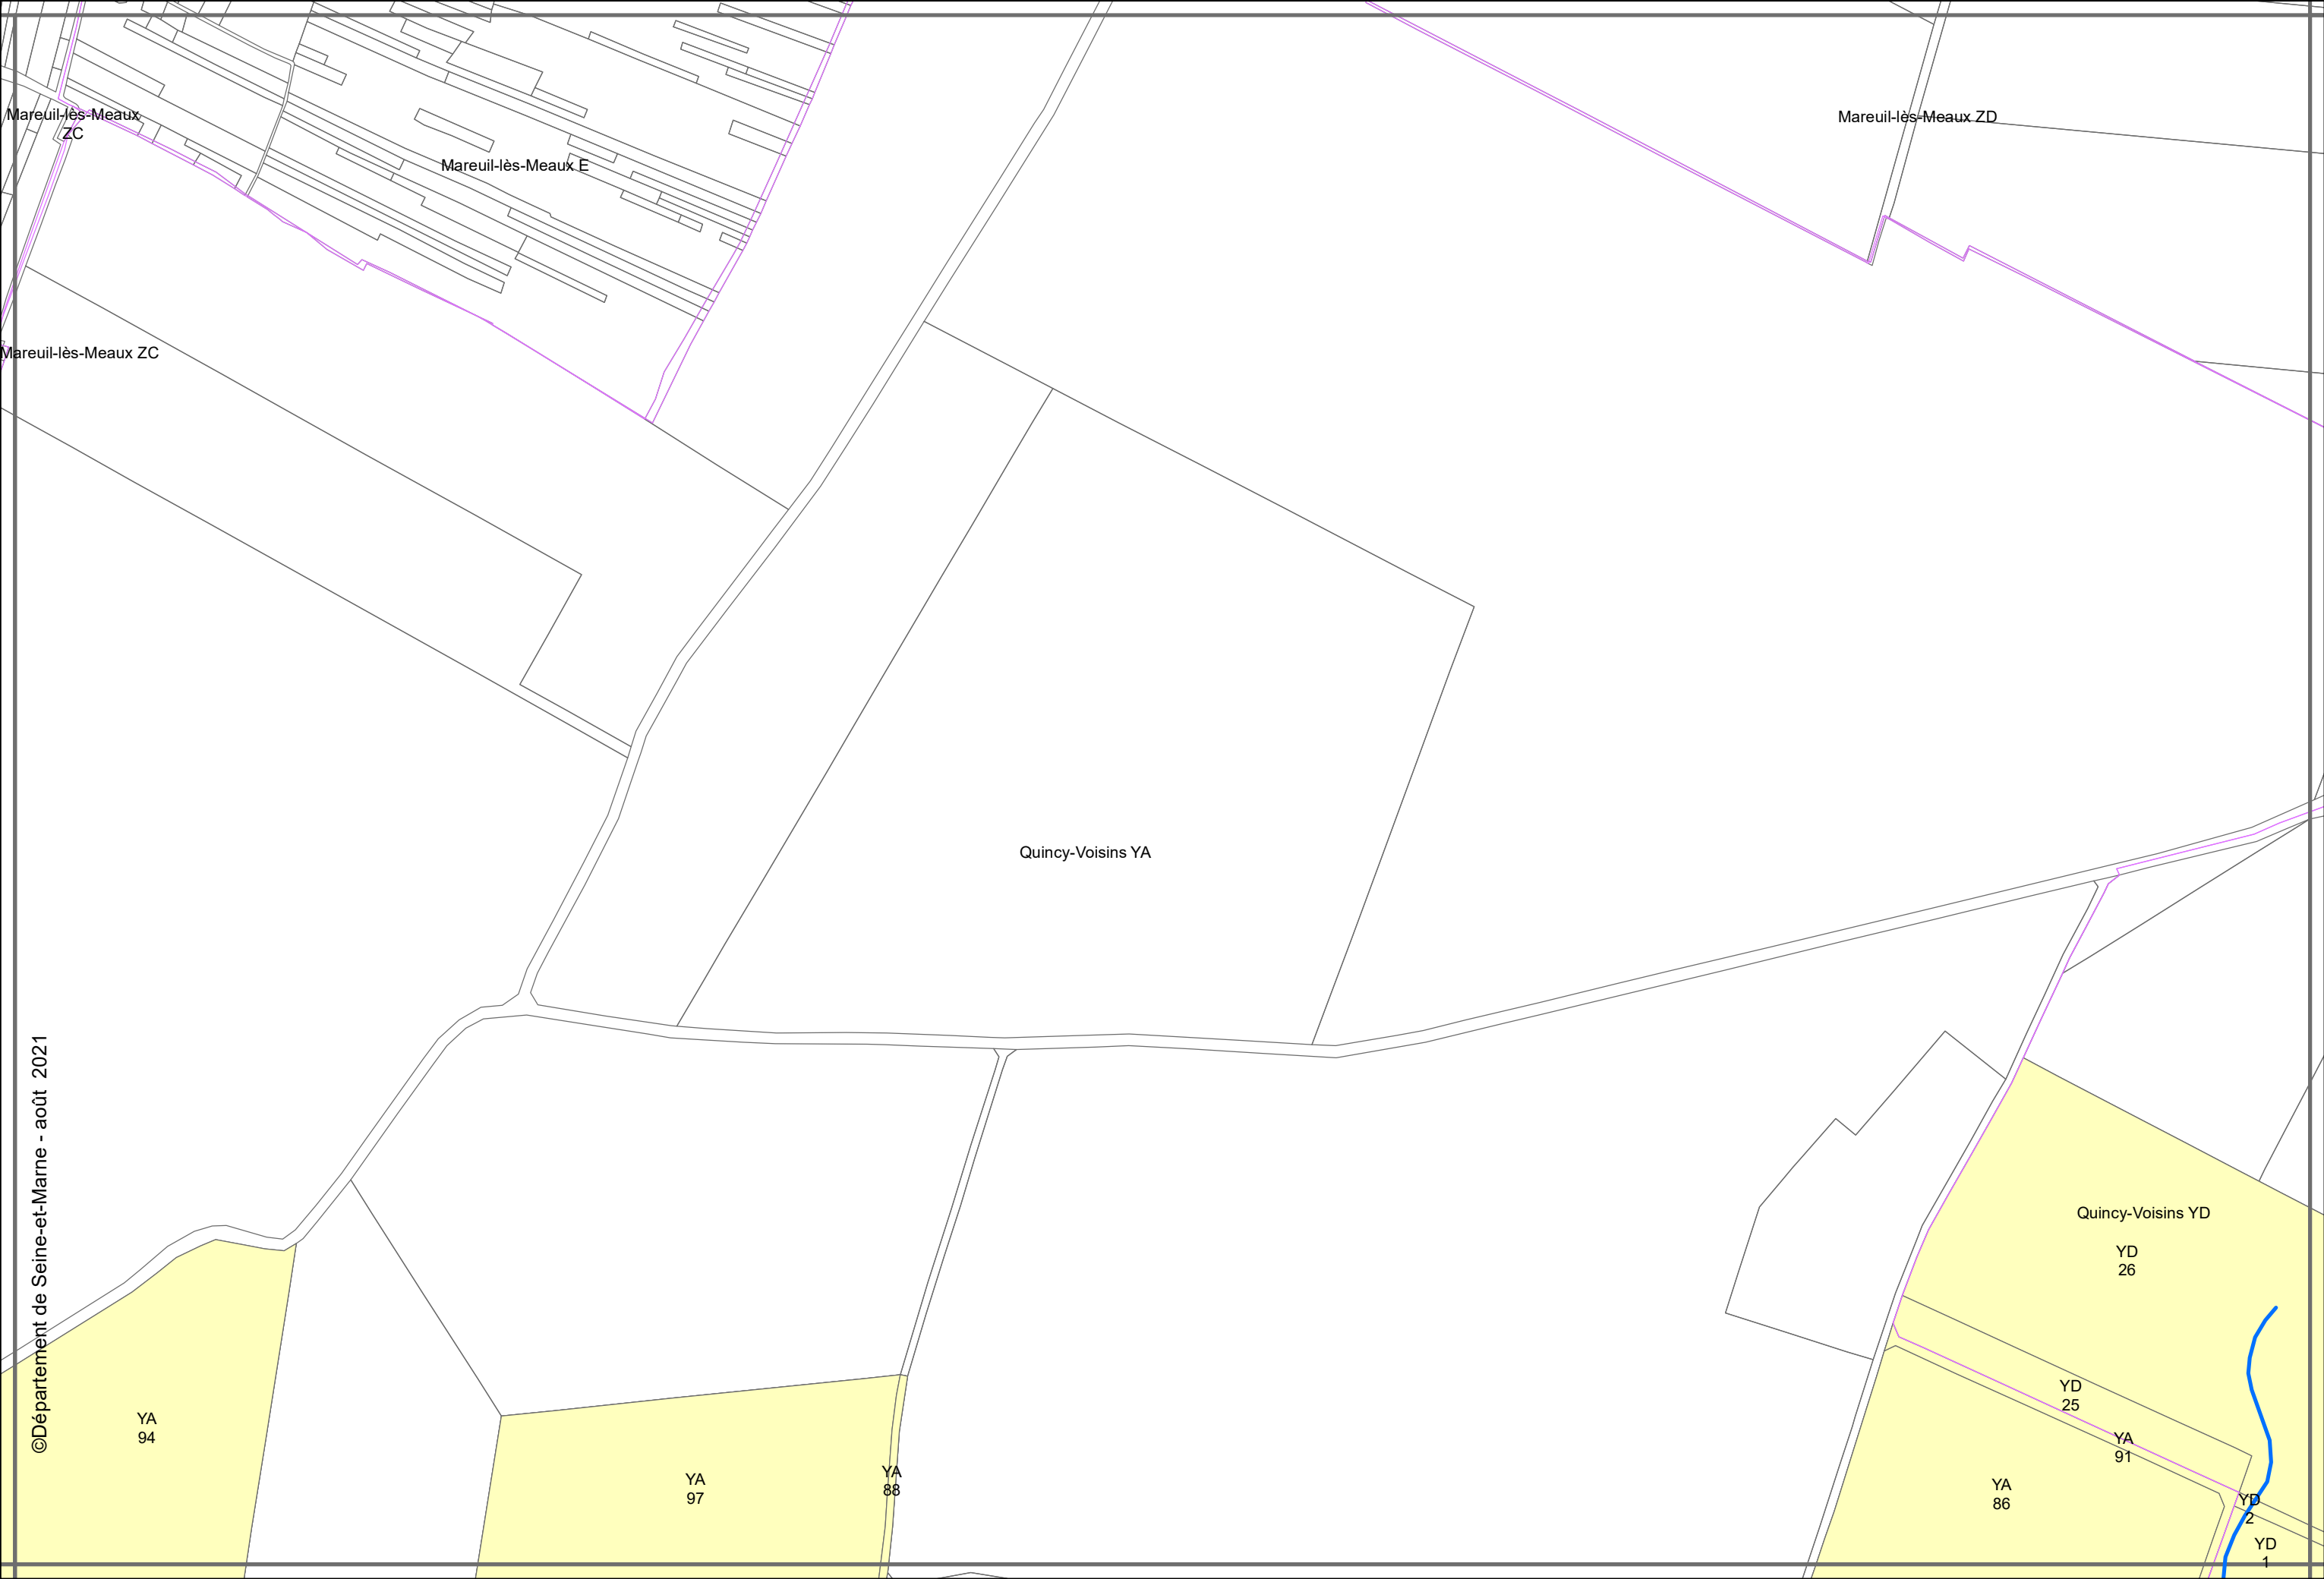 Mareuil-lès-Meaux
ZC
Mareuil-lès-Meaux ZD
Mareuil-lès-Meaux E
Mareuil-lès-Meaux ZC
Quincy-Voisins YA
©Département de Seine-et-Marne - août 2021
Quincy-Voisins YD
YD
26
YD
25
YA
94
YA
91
YA
97
YA
88
YA
86
YD
2
YD
1